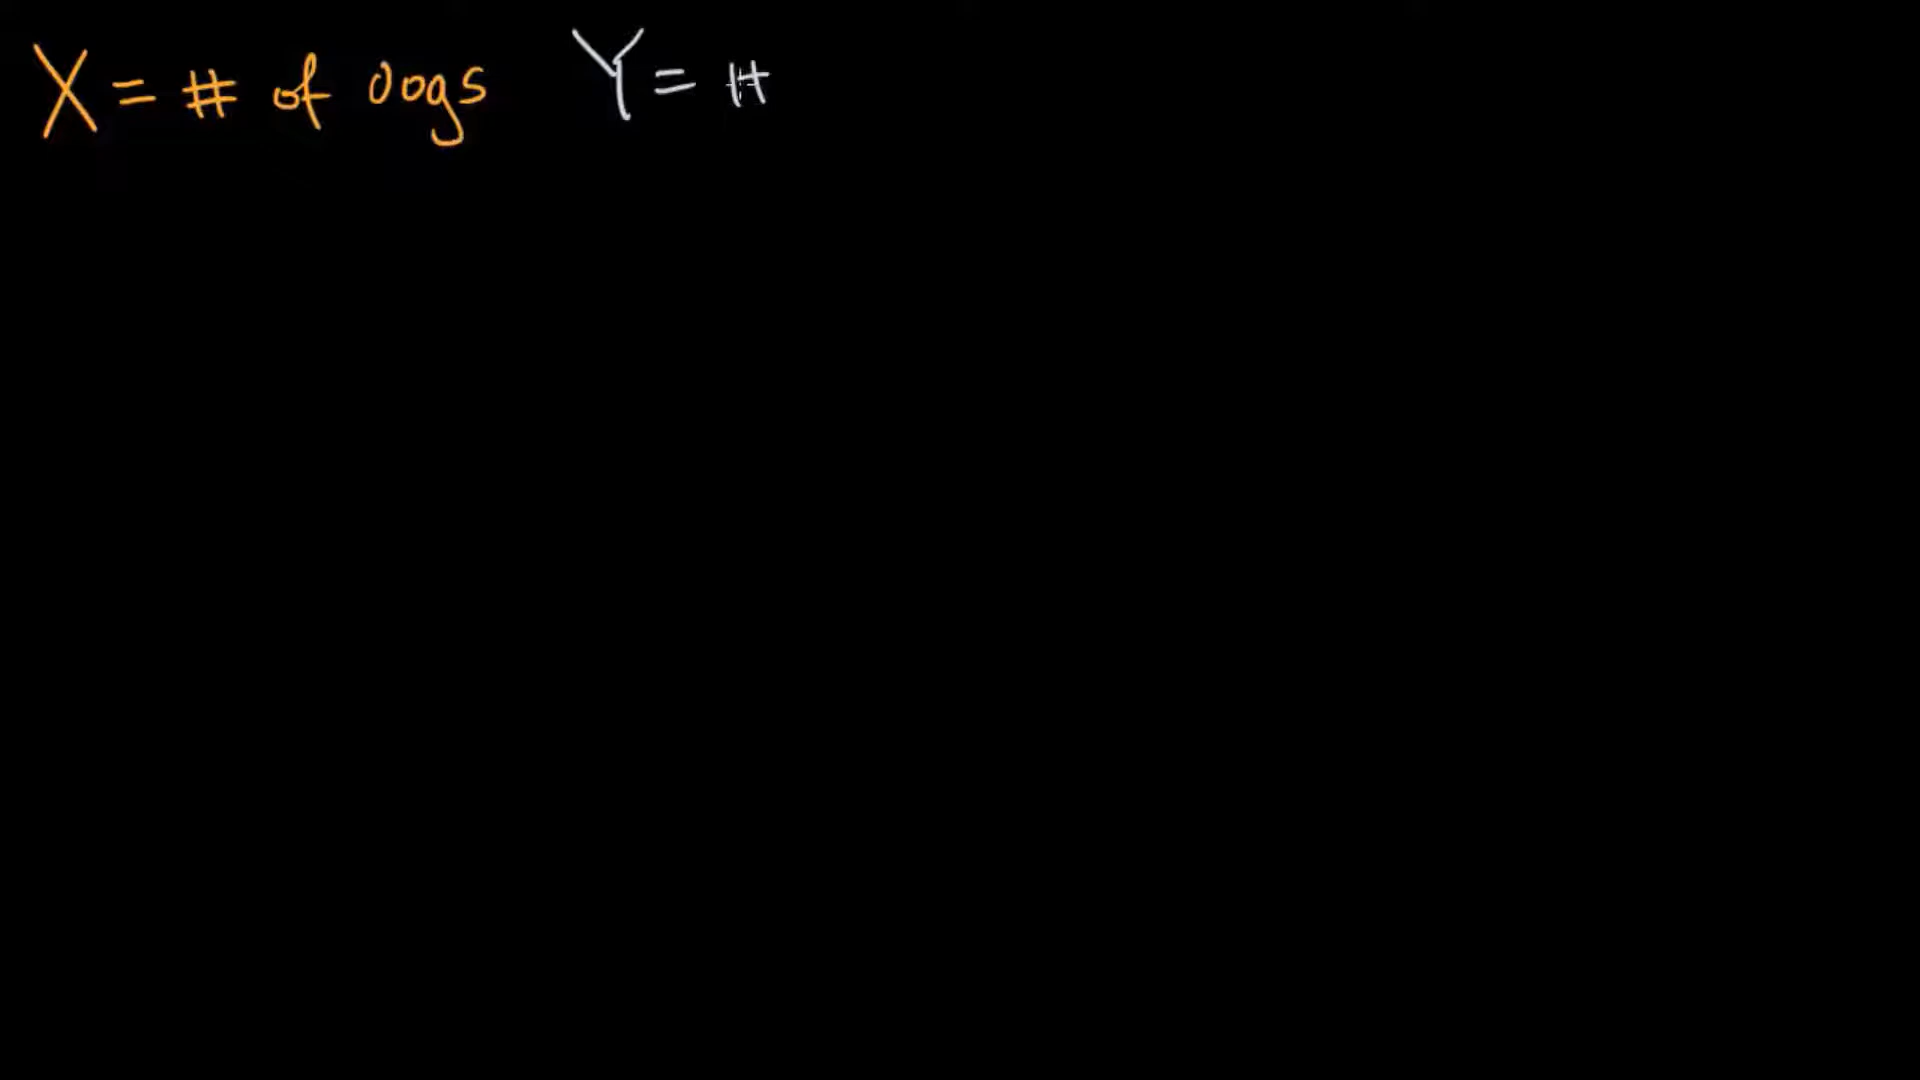 X = # of dogs Y = #